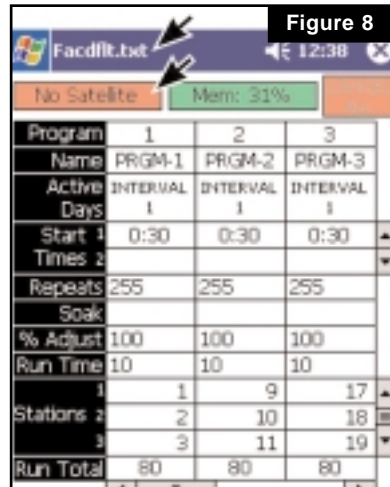 Figure 8
Facdflt.txt 12:38
No Satellite Mem: 31%
Program 1 2 3
Name PRGM-1 PRGM-2 PRGM-3
Active Days INTERVAL 1 INTERVAL 1 INTERVAL 1
Start Times 1 0:30 0:30 0:30
2
Repeats 255 255 255
Soak
% Adjust 100 100 100
Run Time 10 10 10
Stations 1 1 9 17
2 2 10 18
3 3 11 19
Run Total 80 80 80